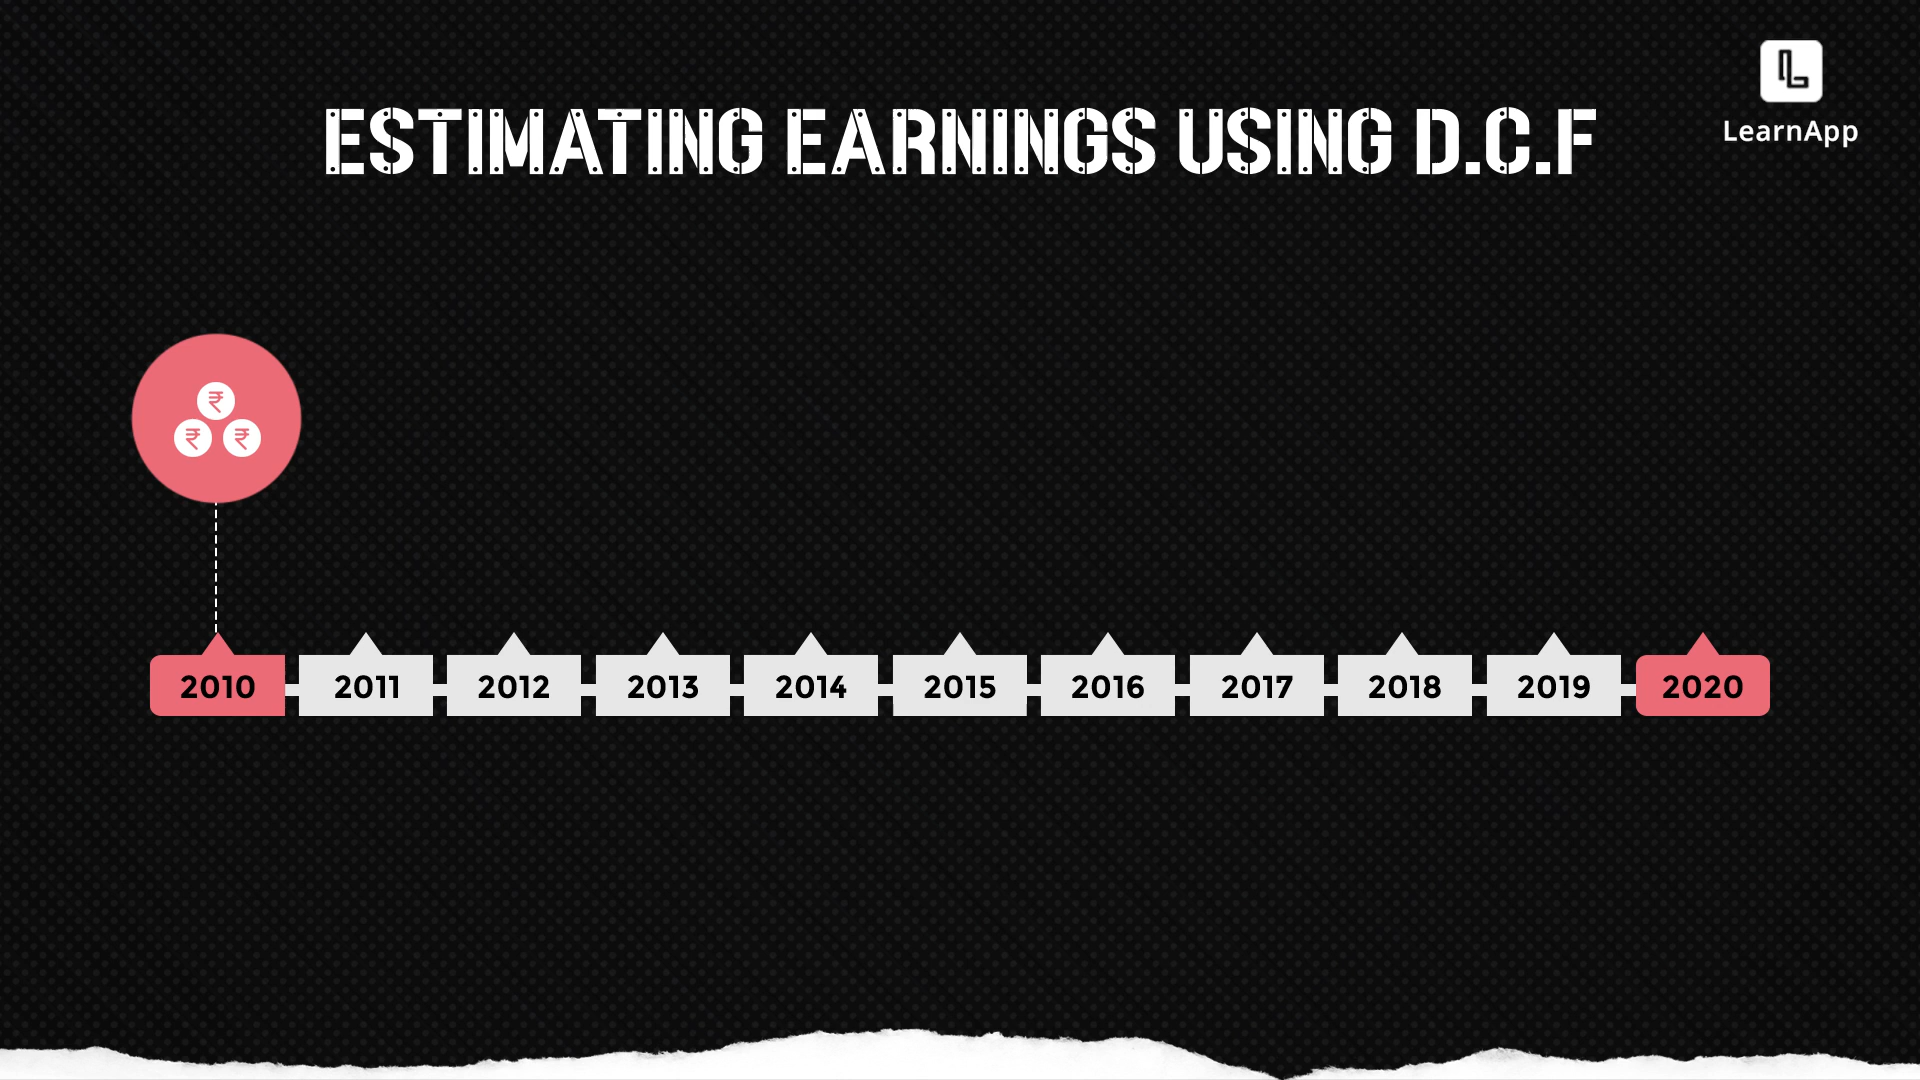 ESTIMATING EARNINGS USING D.C.F
LearnApp
₹
₹ ₹
2010 2011 2012 2013 2014 2015 2016 2017 2018 2019 2020